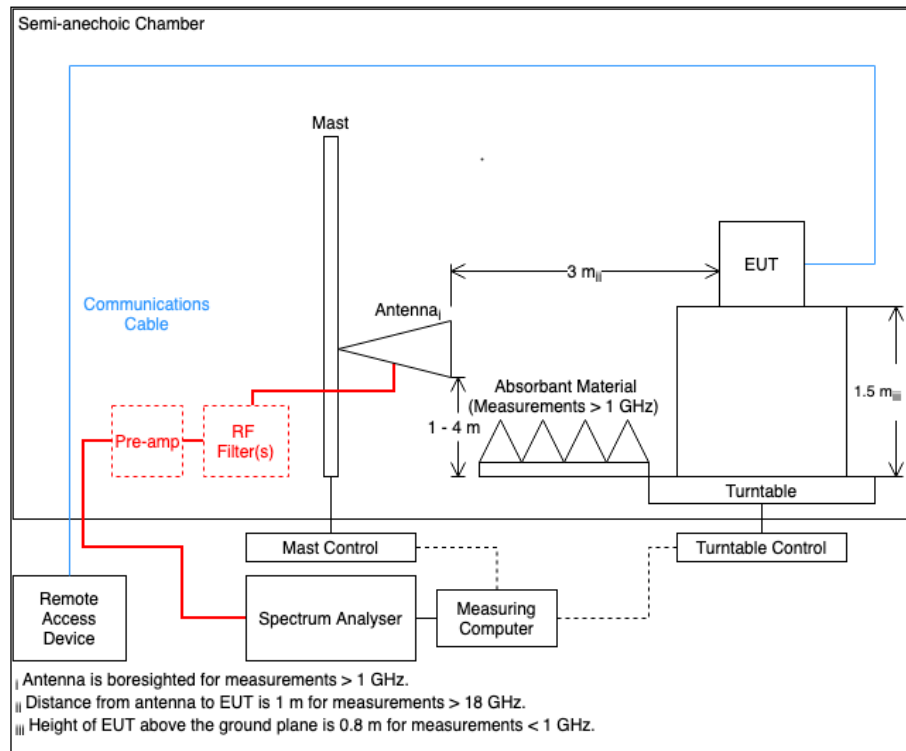 Semi-anechoic Chamber
Mast
EUT
3 mii
Communications
Cable
Antennai
Absorbant Material
(Measurements > 1 GHz)
1.5 miii
1 - 4 m
Pre-amp
RF
Filter(s)
Turntable
Mast Control
Turntable Control
Remote
Access
Device
Spectrum Analyser
Measuring
Computer
i Antenna is boresighted for measurements > 1 GHz.
ii Distance from antenna to EUT is 1 m for measurements > 18 GHz.
iii Height of EUT above the ground plane is 0.8 m for measurements < 1 GHz.